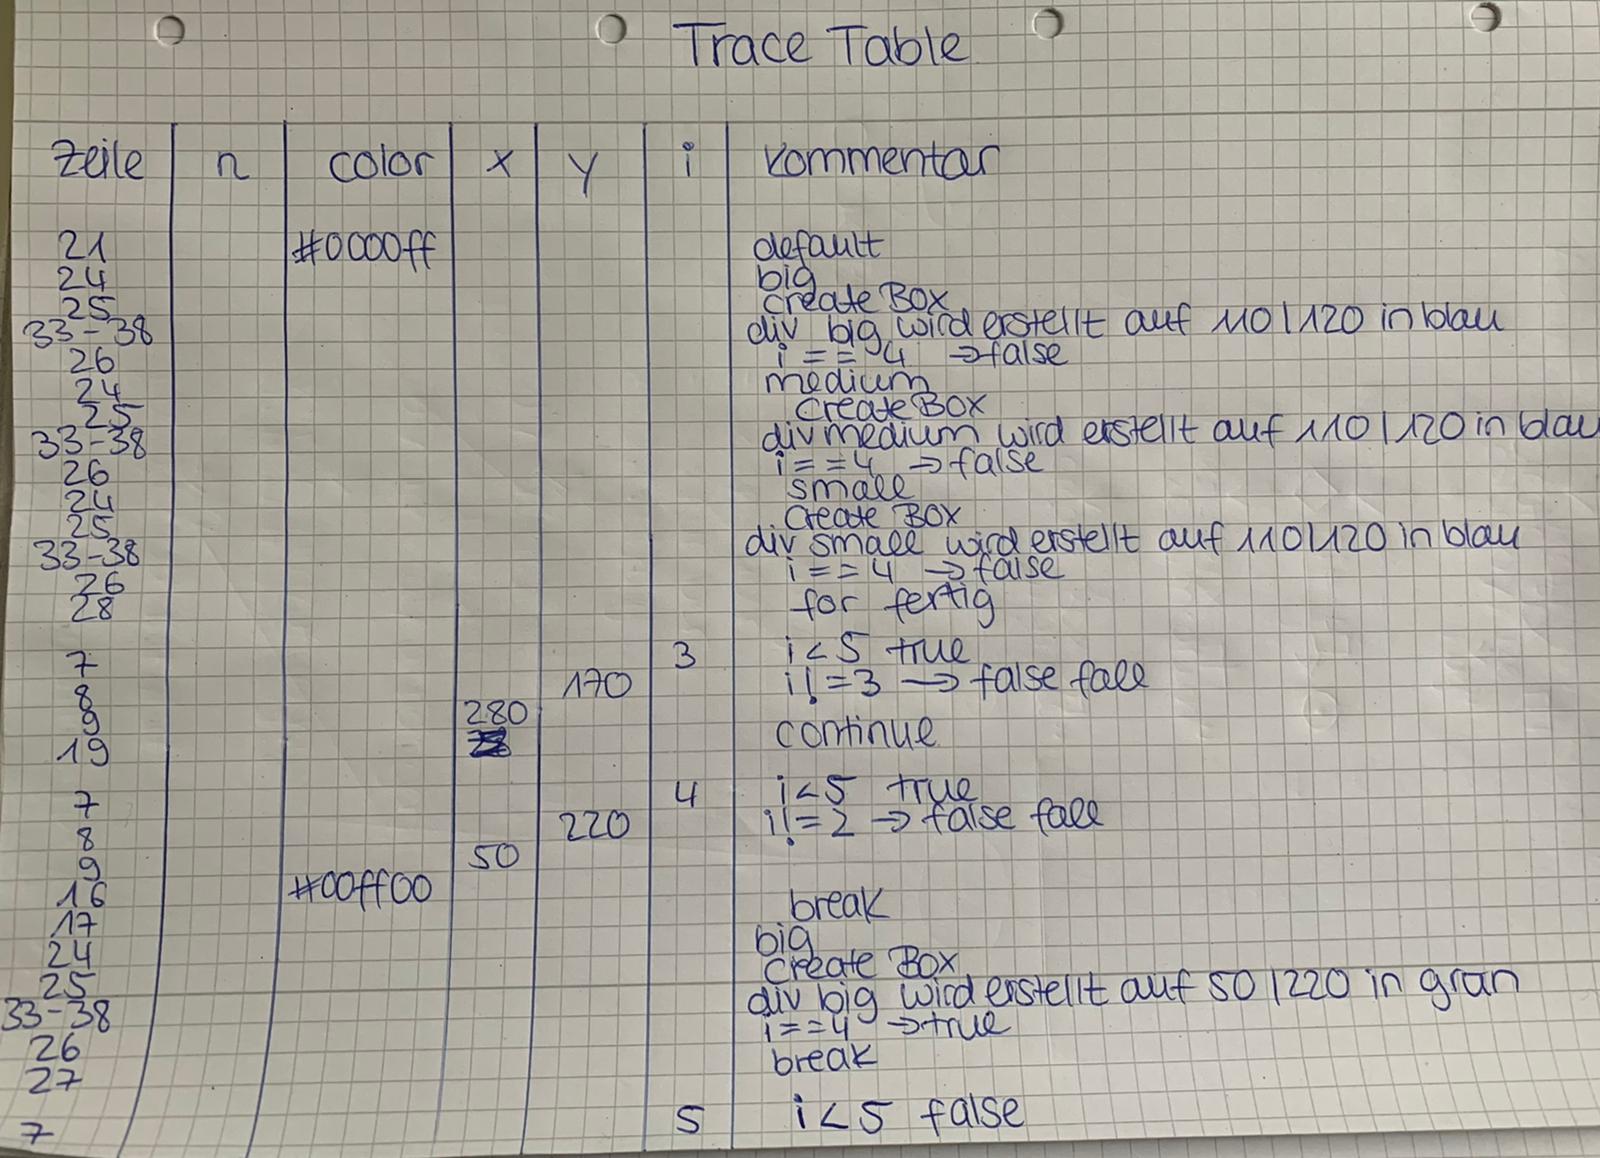 Trace Table
Zeile n color x y i Kommentar
21 #0000ff default
24 big
25 create Box
33-38 div big wird erstellt auf 110|120 in blau
26 i == 4 → false
24 medium
25 create Box
33-38 div medium wird erstellt auf 110|120 in blau
26 i == 4 → false
24 small
25 create Box
33-38 div small wird erstellt auf 110|120 in blau
26 i == 4 → false
28 for fertig
7 3 i < 5 true
8 170 i != 3 → false fall
9 280
19 continue
7 4 i < 5 true
8 220 i != 2 → false fall
9 50
16 #00ff00
17 break
24 big
25 create Box
33-38 div big wird erstellt auf 50|220 in grün
26 i == 4 → true
27 break
7 5 i < 5 false